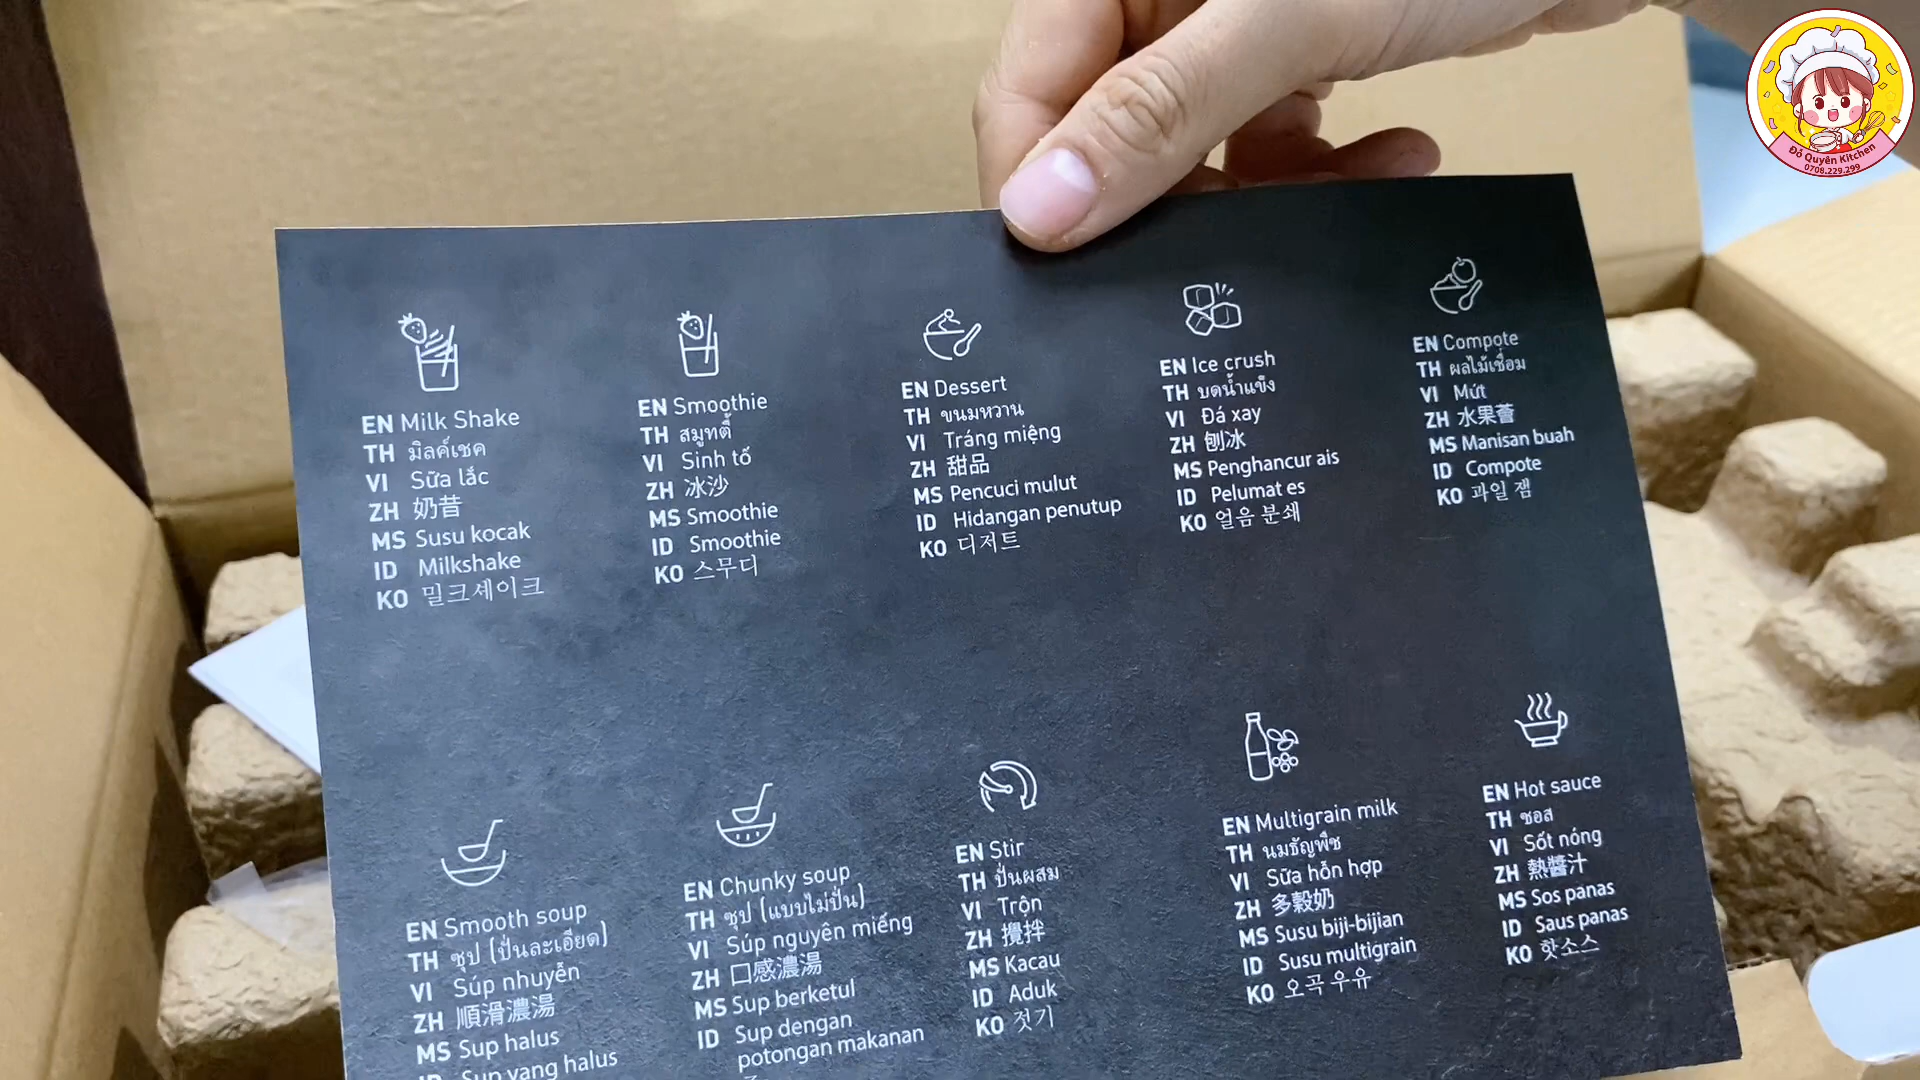 Đỗ Quyên Kitchen
0708.229.299
EN Milk Shake
TH มิลค์เชค
VI Sữa lắc
ZH 奶昔
MS Susu kocak
ID Milkshake
KO 밀크셰이크
EN Smoothie
TH สมูทตี้
VI Sinh tố
ZH 冰沙
MS Smoothie
ID Smoothie
KO 스무디
EN Dessert
TH ขนมหวาน
VI Tráng miệng
ZH 甜品
MS Pencuci mulut
ID Hidangan penutup
KO 디저트
EN Ice crush
TH บดน้ำแข็ง
VI Đá xay
ZH 刨冰
MS Penghancur ais
ID Pelumat es
KO 얼음 분쇄
EN Compote
TH ผลไม้เชื่อม
VI Mứt
ZH 水果薈
MS Manisan buah
ID Compote
KO 과일 잼
EN Smooth soup
TH ซุป (ปั่นละเอียด)
VI Súp nhuyễn
ZH 順滑濃湯
MS Sup halus
ID Sup yang halus
EN Chunky soup
TH ซุป (แบบไม่ปั่น)
VI Súp nguyên miếng
ZH 口感濃湯
MS Sup berketul
ID Sup dengan
potongan makanan
EN Stir
TH ปั่นผสม
VI Trộn
ZH 攪拌
MS Kacau
ID Aduk
KO 젓기
EN Multigrain milk
TH นมธัญพืช
VI Sữa hỗn hợp
ZH 多穀奶
MS Susu biji-bijian
ID Susu multigrain
KO 오곡 우유
EN Hot sauce
TH ซอส
VI Sốt nóng
ZH 熱醬汁
MS Sos panas
ID Saus panas
KO 핫소스